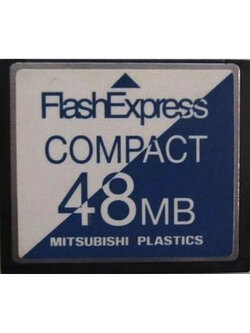 FlashExpress
COMPACT
48MB
MITSUBISHI PLASTICS